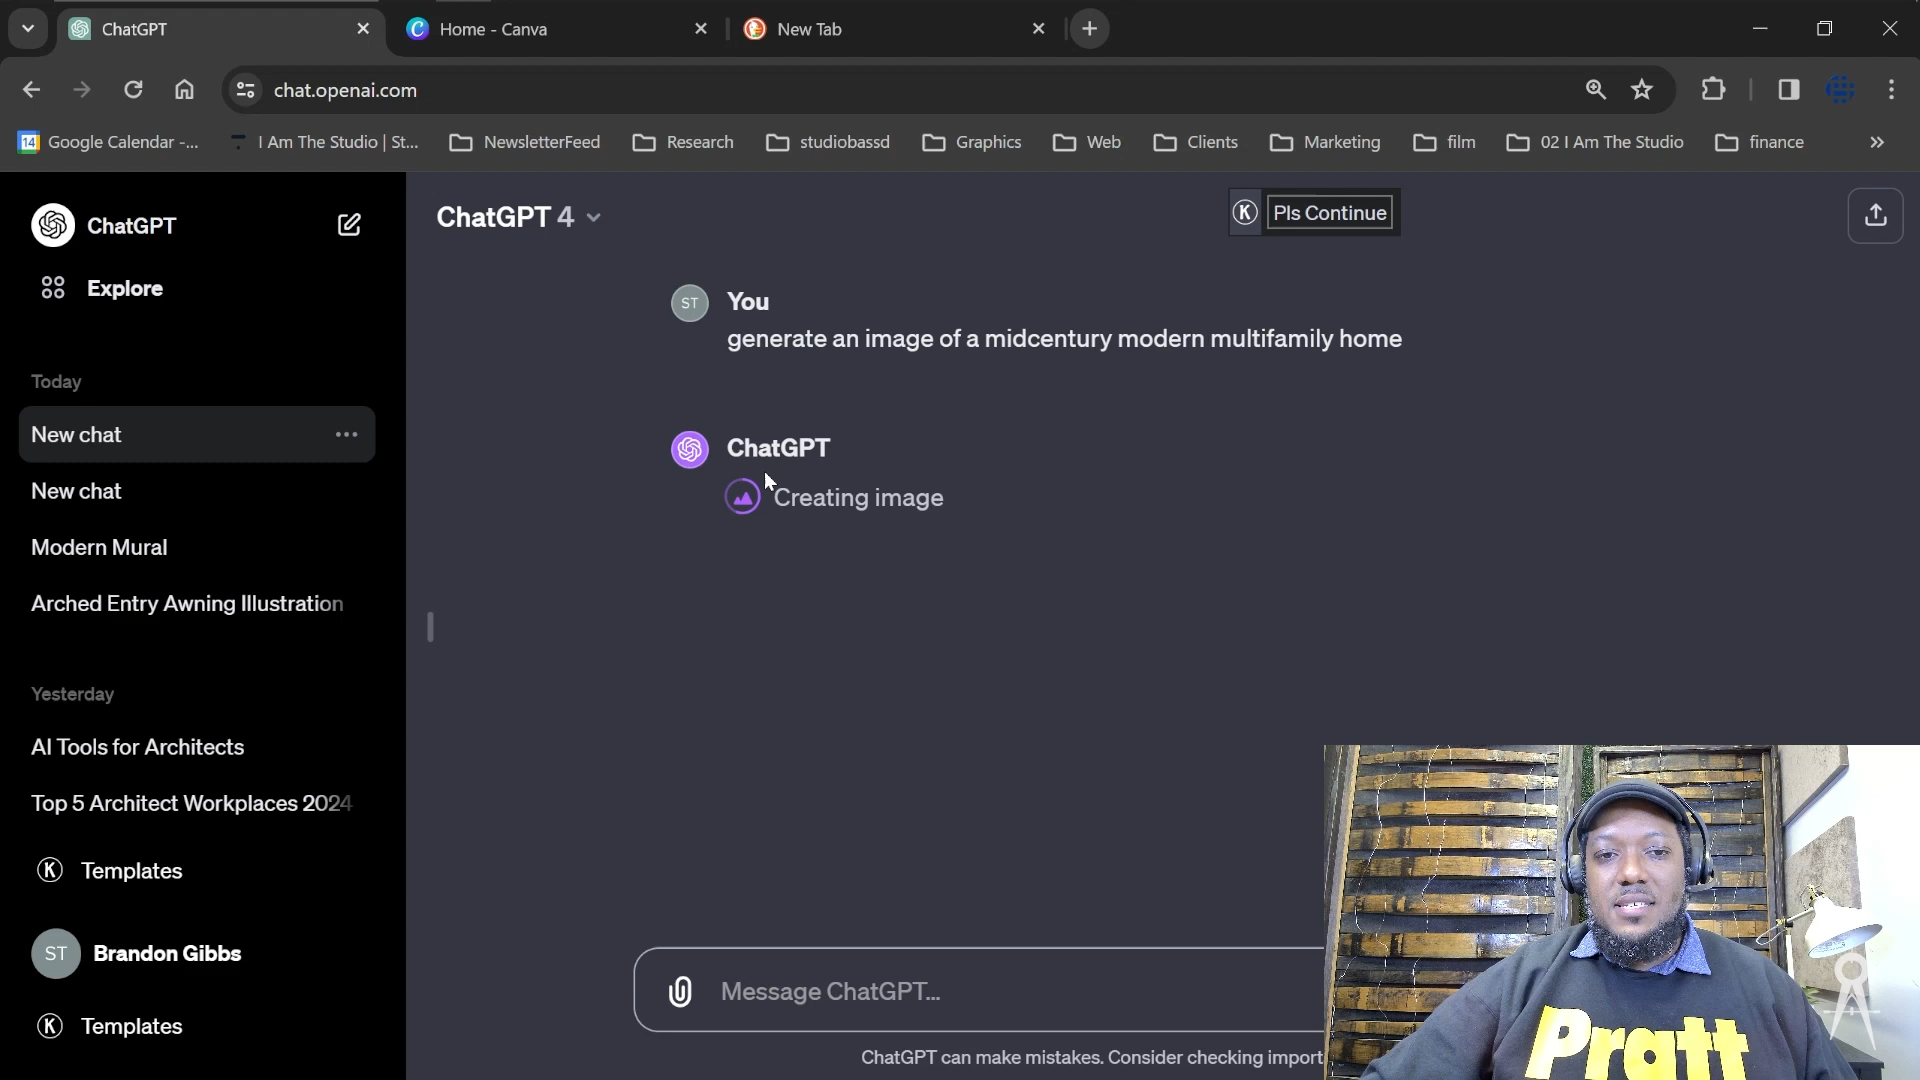 ChatGPT
Home - Canva
New Tab
chat.openai.com
14
Google Calendar -...
I Am The Studio | St...
NewsletterFeed
Research
studiobassd
Graphics
Web
Clients
Marketing
film
02 I Am The Studio
finance
ChatGPT
Explore
Today
New chat
New chat
Modern Mural
Arched Entry Awning Illustration
Yesterday
AI Tools for Architects
Top 5 Architect Workplaces 2024
K Templates
ST Brandon Gibbs
K Templates
ChatGPT 4
K Pls Continue
ST You
generate an image of a midcentury modern multifamily home
ChatGPT
Creating image
Message ChatGPT...
ChatGPT can make mistakes. Consider checking import
Pratt